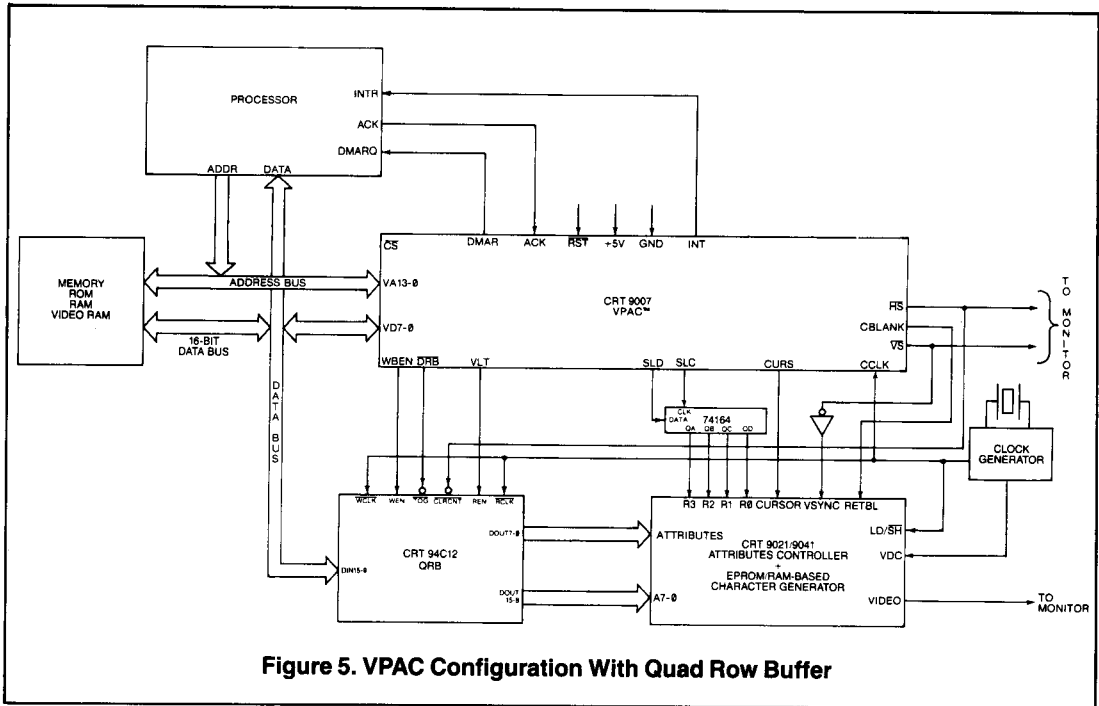 PROCESSOR
INTR
ACK
DMARQ
ADDR
DATA
MEMORY
ROM
RAM
VIDEO RAM
ADDRESS BUS
16-BIT
DATA BUS
DATA BUS
CS
DMAR
ACK
RST
+5V
GND
INT
VA13-0
VD7-0
CRT 9007
VPAC™
HS
CBLANK
VS
WBEN
DRB
VLT
SLD
SLC
CURS
CCLK
TO MONITOR
CLK
DATA
74164
QA
QB
QC
QD
CLOCK
GENERATOR
WCLK
WEN
TOG
CLRCNT
REN
RCLK
DOUT7-0
DIN15-0
CRT 94C12
QRB
DOUT
15-8
R3
R2
R1
R0
CURSOR
VSYNC
RETBL
ATTRIBUTES
LD/SH
CRT 9021/9041
ATTRIBUTES CONTROLLER
+
EPROM/RAM-BASED
CHARACTER GENERATOR
VDC
A7-0
VIDEO
TO
MONITOR
Figure 5. VPAC Configuration With Quad Row Buffer